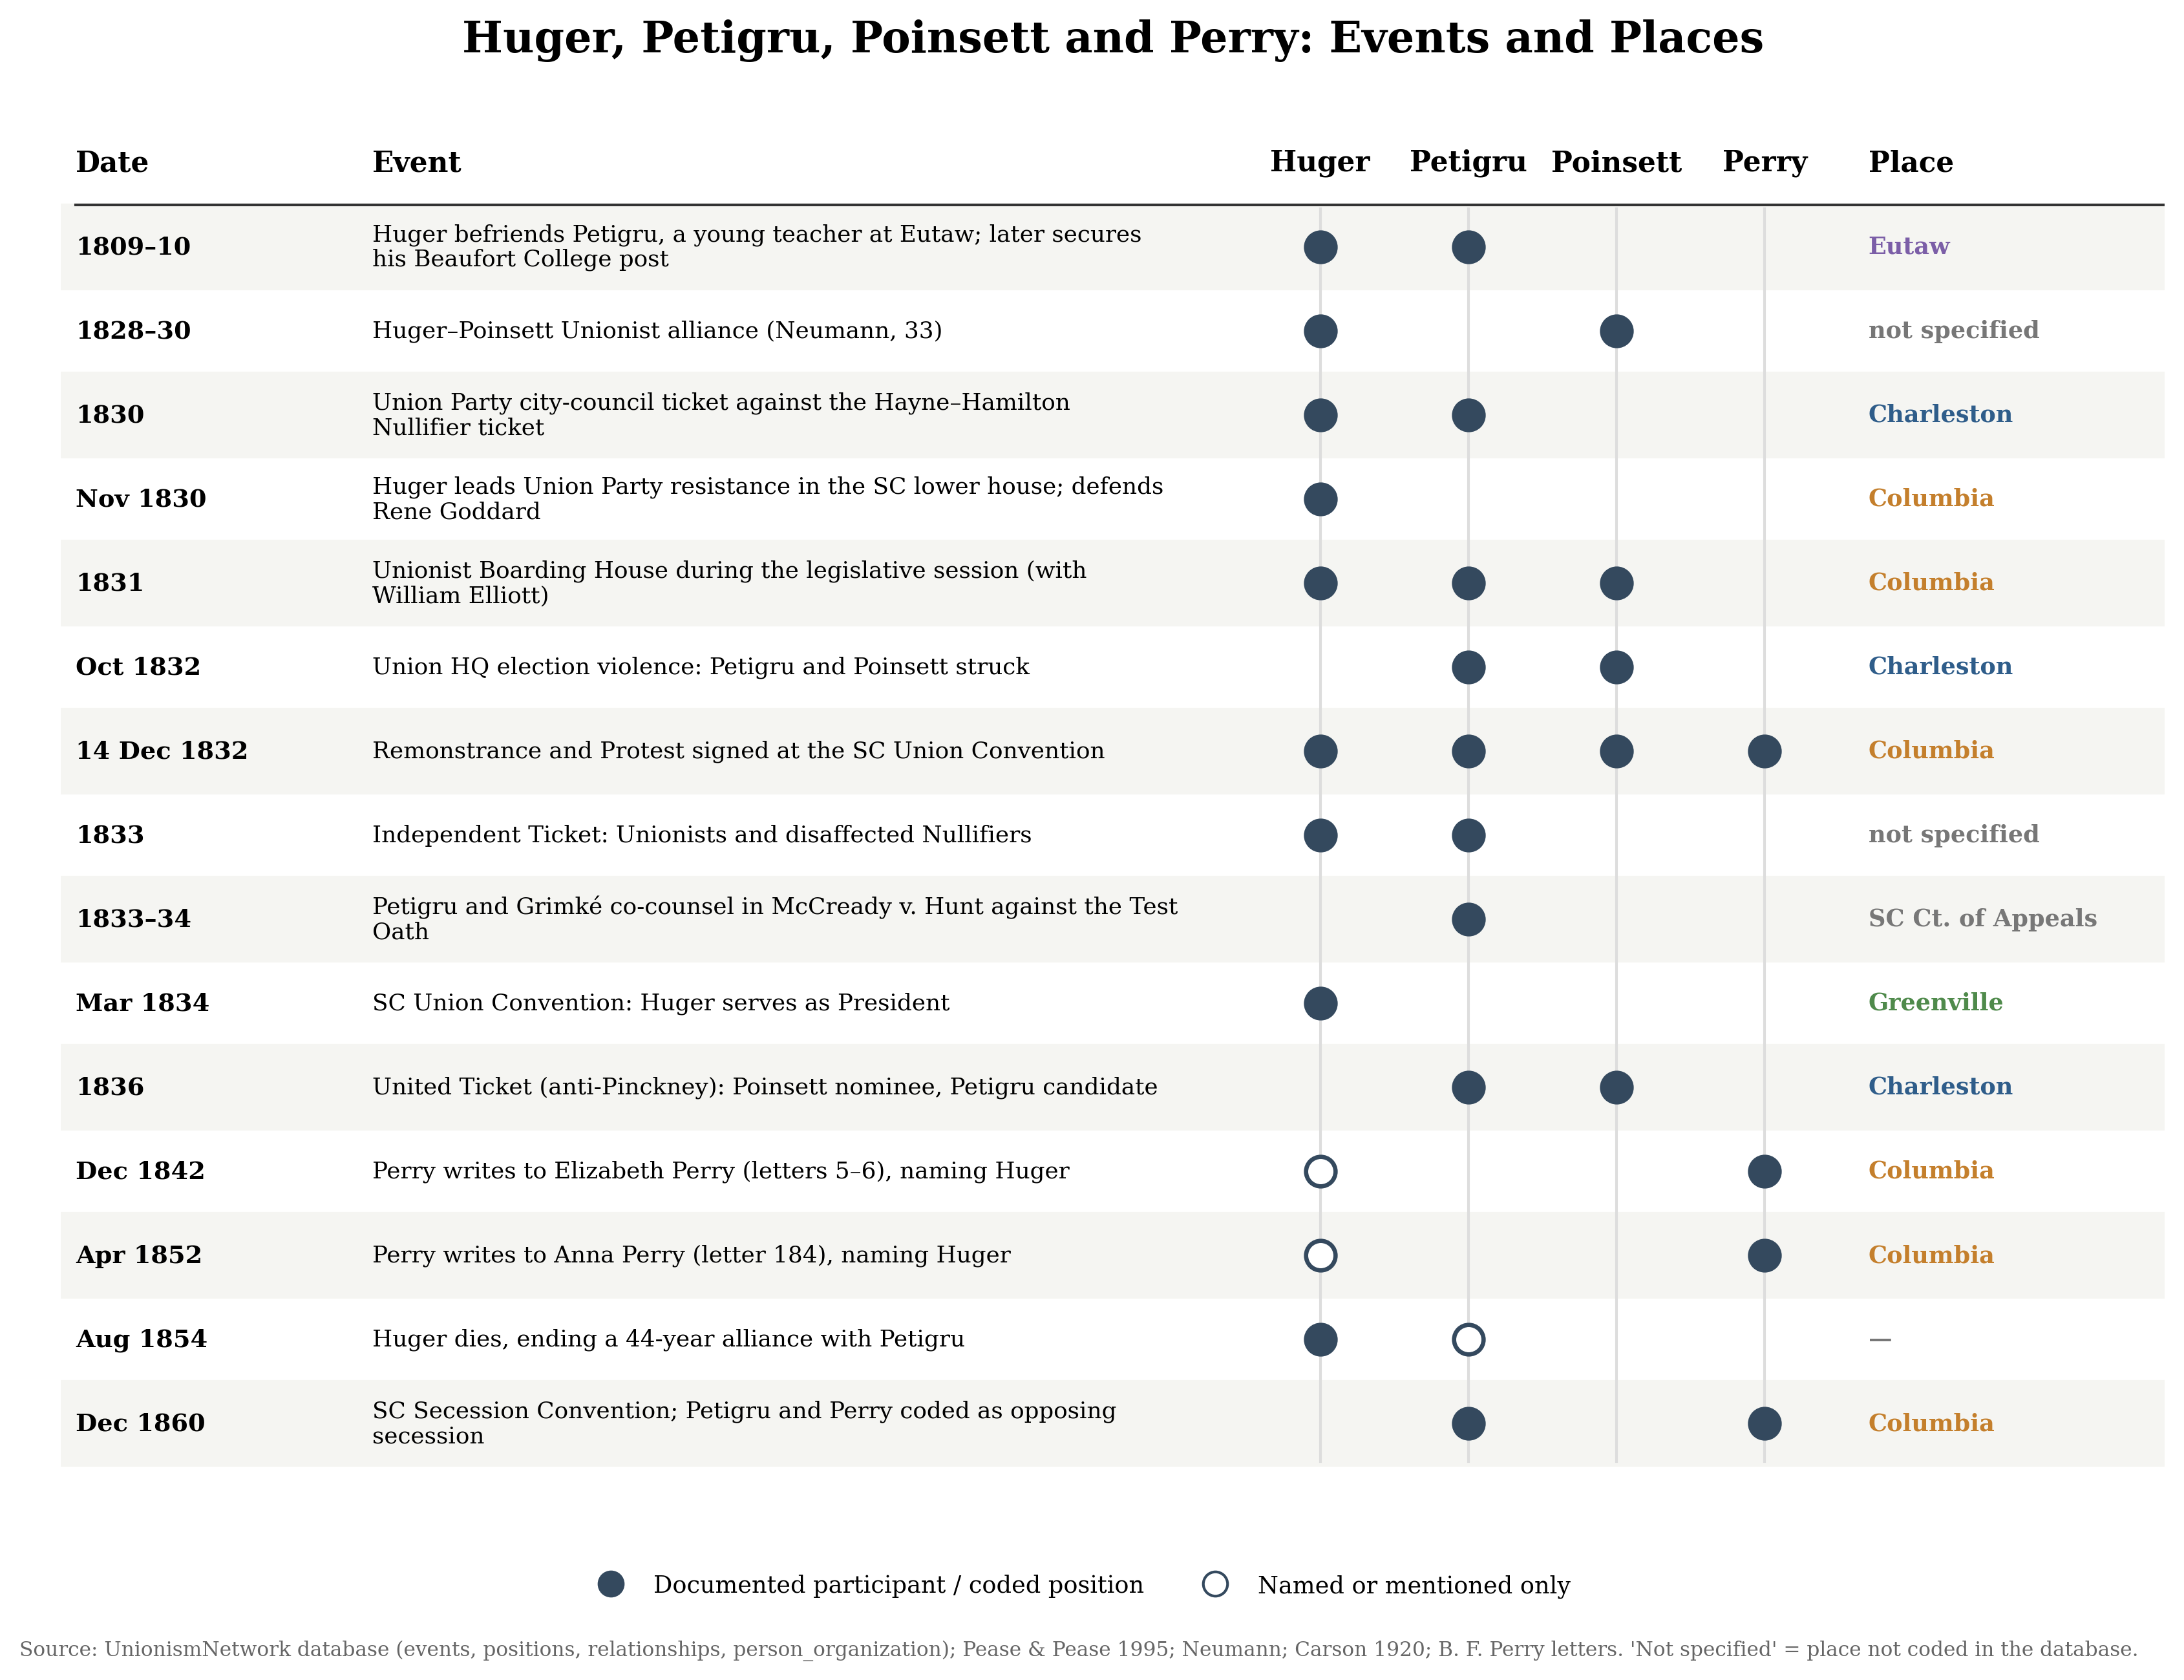 Huger, Petigru, Poinsett and Perry: Events and Places
Date Event Huger Petigru Poinsett Perry Place
1809–10 Huger befriends Petigru, a young teacher at Eutaw; later secures Eutaw
his Beaufort College post
1828–30 Huger–Poinsett Unionist alliance (Neumann, 33) not specified
1830 Union Party city-council ticket against the Hayne–Hamilton Charleston
Nullifier ticket
Nov 1830 Huger leads Union Party resistance in the SC lower house; defends Columbia
Rene Goddard
1831 Unionist Boarding House during the legislative session (with Columbia
William Elliott)
Oct 1832 Union HQ election violence: Petigru and Poinsett struck Charleston
14 Dec 1832 Remonstrance and Protest signed at the SC Union Convention Columbia
1833 Independent Ticket: Unionists and disaffected Nullifiers not specified
1833–34 Petigru and Grimké co-counsel in McCready v. Hunt against the Test SC Ct. of Appeals
Oath
Mar 1834 SC Union Convention: Huger serves as President Greenville
1836 United Ticket (anti-Pinckney): Poinsett nominee, Petigru candidate Charleston
Dec 1842 Perry writes to Elizabeth Perry (letters 5–6), naming Huger Columbia
Apr 1852 Perry writes to Anna Perry (letter 184), naming Huger Columbia
Aug 1854 Huger dies, ending a 44-year alliance with Petigru —
Dec 1860 SC Secession Convention; Petigru and Perry coded as opposing Columbia
secession
Documented participant / coded position Named or mentioned only
Source: UnionismNetwork database (events, positions, relationships, person_organization); Pease & Pease 1995; Neumann; Carson 1920; B. F. Perry letters. 'Not specified' = place not coded in the database.